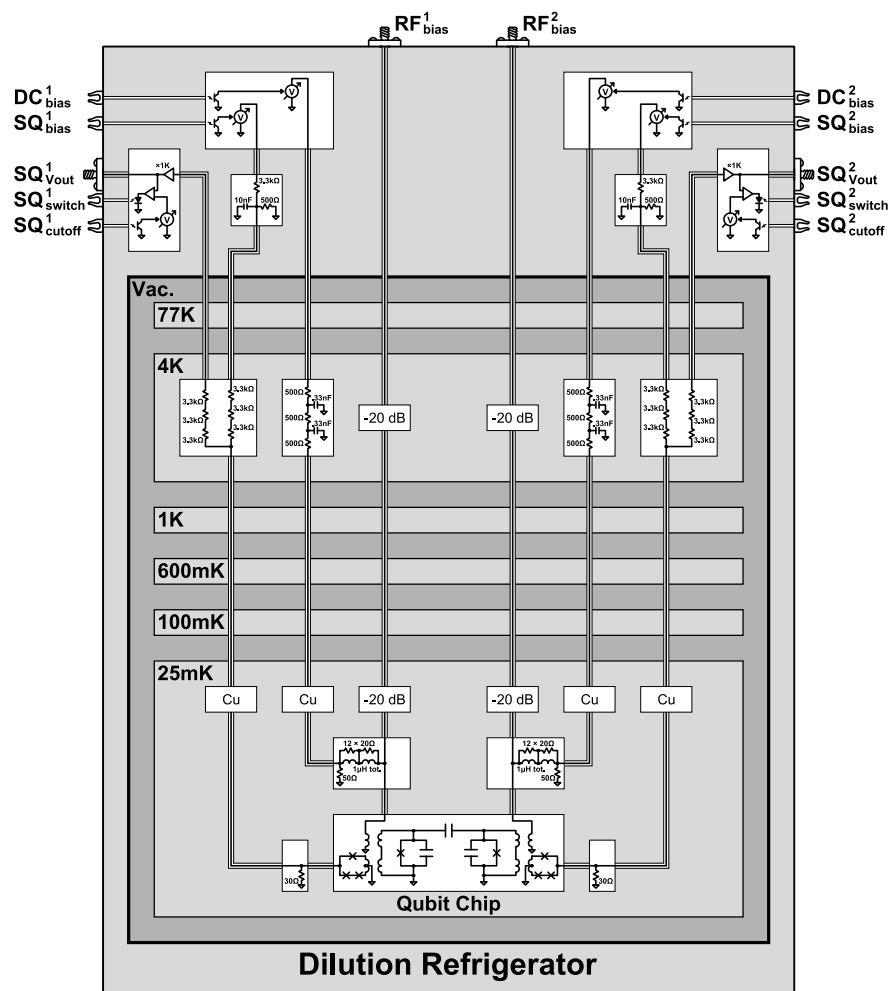 RF¹bias RF²bias
DC¹bias DC²bias
SQ¹bias SQ²bias
SQ¹Vout ×1K 3.3kΩ 3.3kΩ ×1K SQ²Vout
SQ¹switch 10nF 500Ω 10nF 500Ω SQ²switch
SQ¹cutoff SQ²cutoff
V V V V V V
Vac.
77K
4K
3.3kΩ 3.3kΩ 500Ω .33nF 500Ω .33nF 3.3kΩ 3.3kΩ
3.3kΩ 3.3kΩ 500Ω -20 dB -20 dB 500Ω 3.3kΩ 3.3kΩ
3.3kΩ 3.3kΩ 500Ω .33nF 500Ω .33nF 3.3kΩ 3.3kΩ
1K
600mK
100mK
25mK
Cu Cu -20 dB -20 dB Cu Cu
12 × 20Ω 12 × 20Ω
1μH tot. 1μH tot.
50Ω 50Ω
30Ω 30Ω
Qubit Chip
Dilution Refrigerator